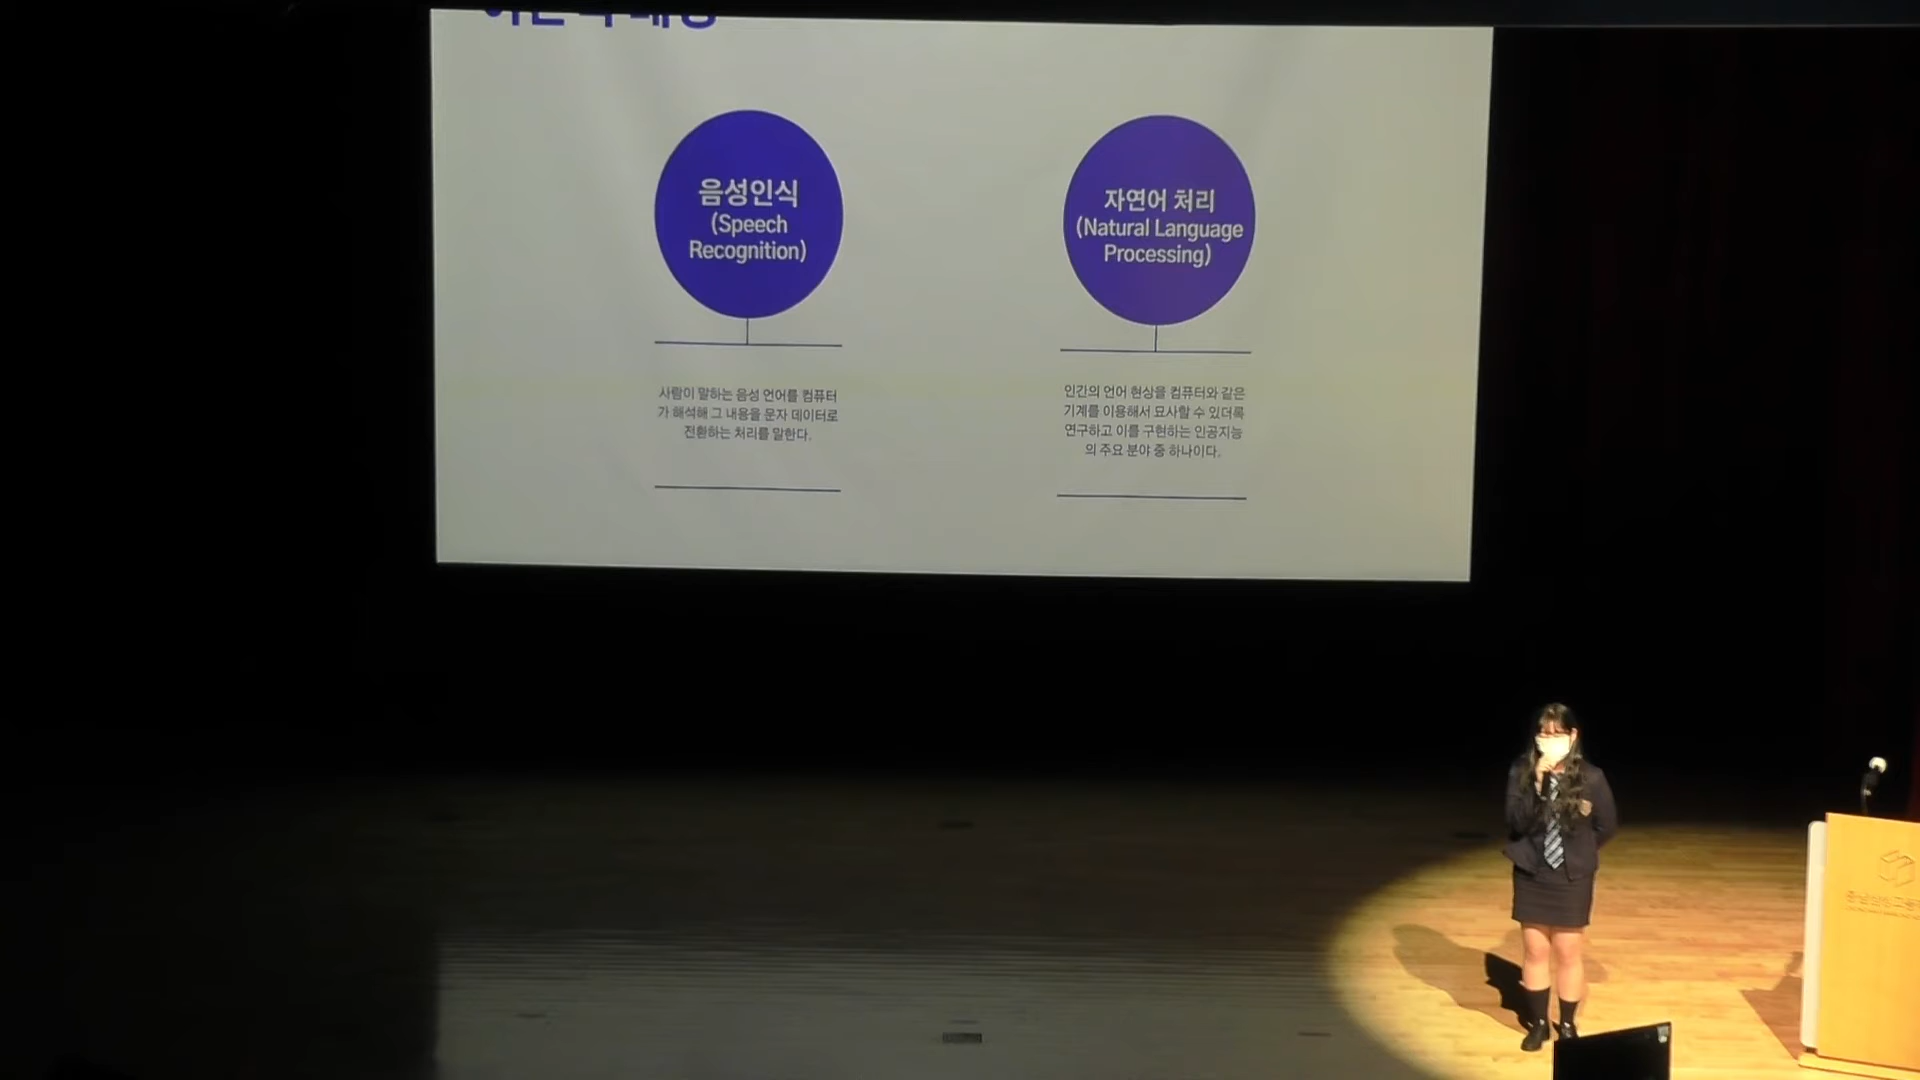 음성인식
(Speech
Recognition)
사람이 말하는 음성 언어를 컴퓨터
가 해석해 그 내용을 문자 데이터로
전환하는 처리를 말한다.
자연어 처리
(Natural Language
Processing)
인간의 언어 현상을 컴퓨터와 같은
기계를 이용해서 묘사할 수 있더록
연구하고 이를 구현하는 인공지능
의 주요 분야 중 하나이다.